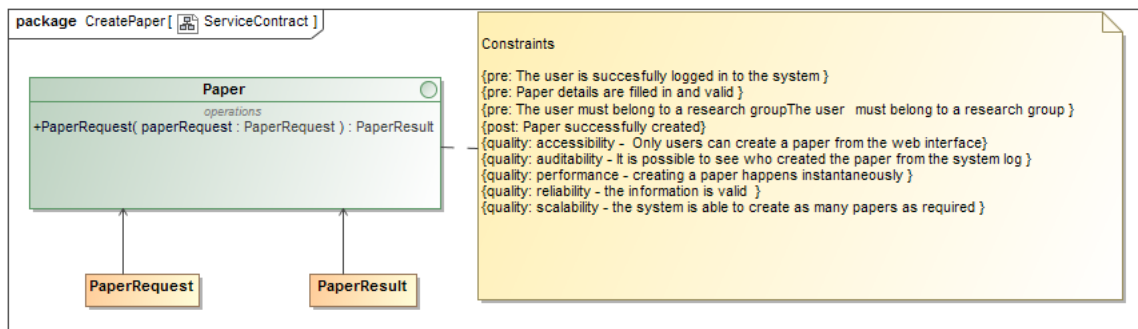 package CreatePaper [ ServiceContract ]
Paper
operations
+PaperRequest( paperRequest : PaperRequest ) : PaperResult
PaperRequest
PaperResult
Constraints
{pre: The user is succesfully logged in to the system }
{pre: Paper details are filled in and valid }
{pre: The user must belong to a research groupThe user must belong to a research group }
{post: Paper successfully created}
{quality: accessibility - Only users can create a paper from the web interface}
{quality: auditability - It is possible to see who created the paper from the system log }
{quality: performance - creating a paper happens instantaneously }
{quality: reliability - the information is valid }
{quality: scalability - the system is able to create as many papers as required }